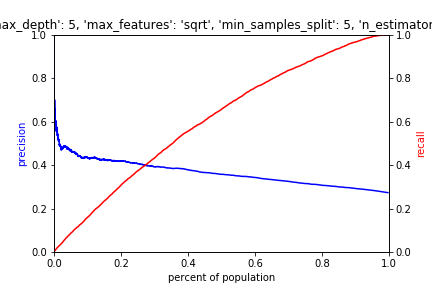 ax_depth': 5, 'max_features': 'sqrt', 'min_samples_split': 5, 'n_estimator
1.0
0.8
0.6
0.4
0.2
0.0
precision
1.0
0.8
0.6
0.4
0.2
0.0
recall
0.0 0.2 0.4 0.6 0.8 1.0
percent of population